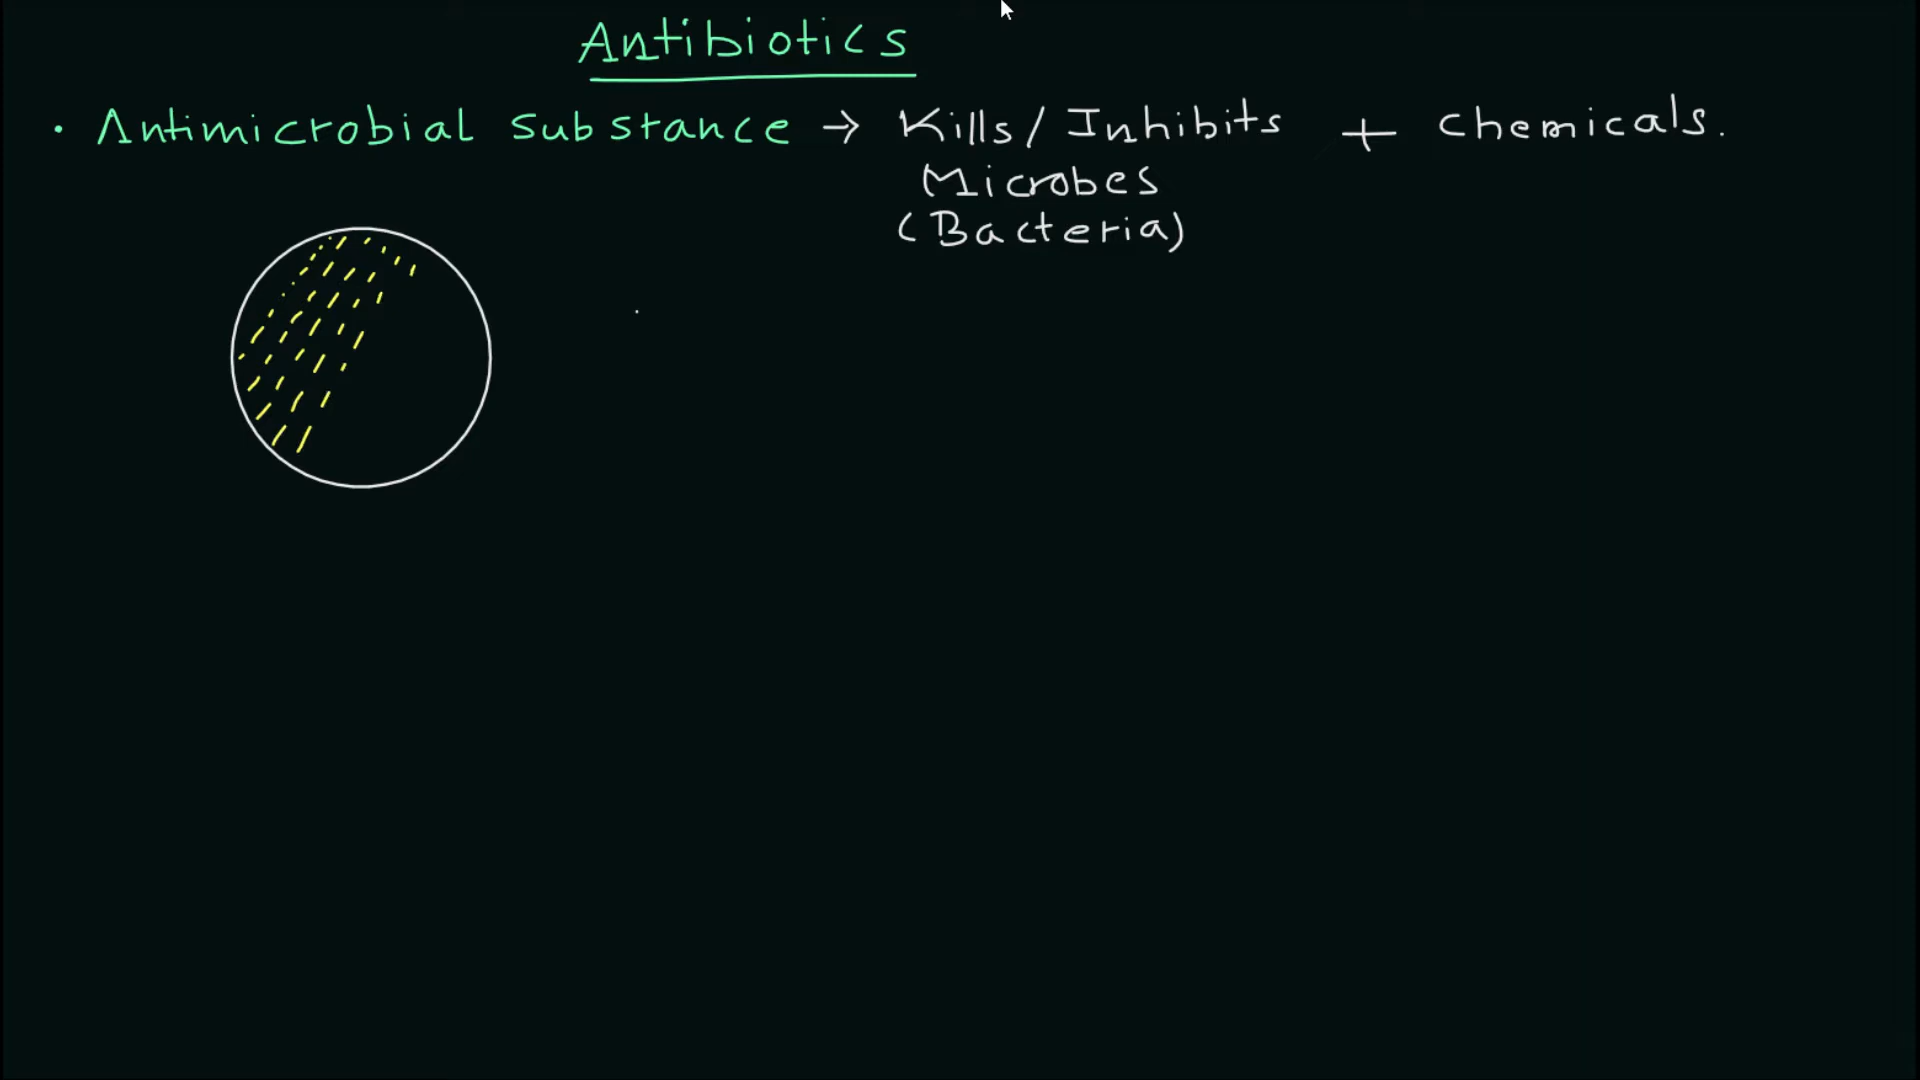 Antibiotics
• Antimicrobial Substance → Kills/Inhibits + Chemicals.
Microbes
(Bacteria)